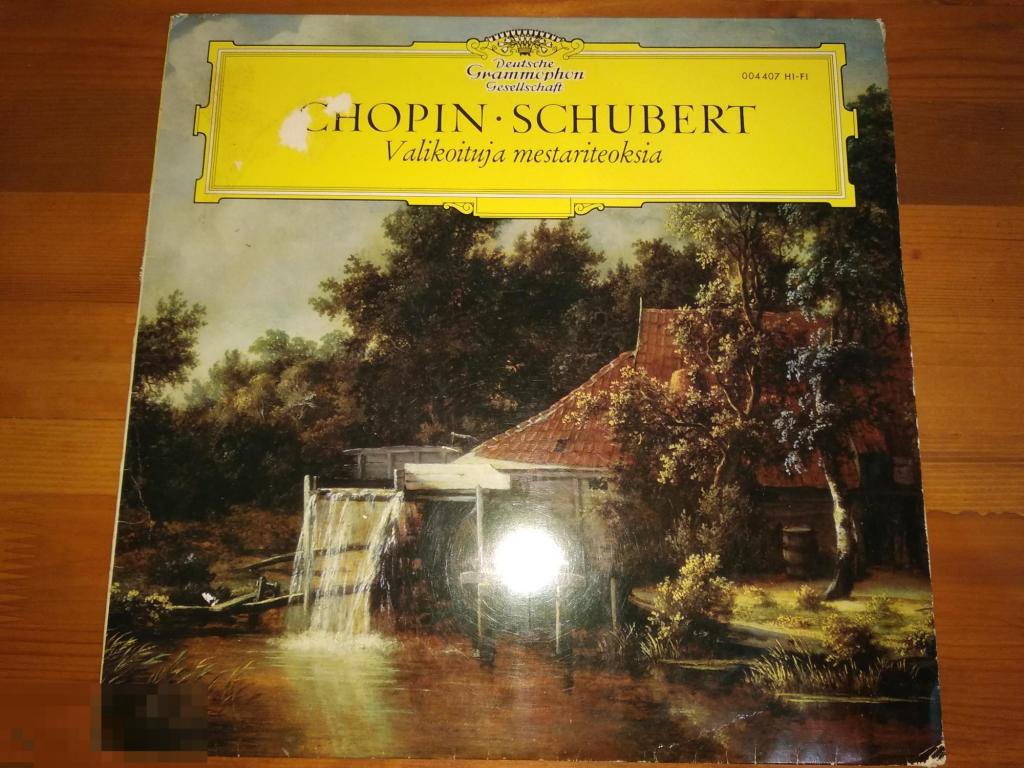 Deutsche
Grammophon
Gesellschaft
004407 HI-FI
CHOPIN · SCHUBERT
Valikoituja mestariteoksia